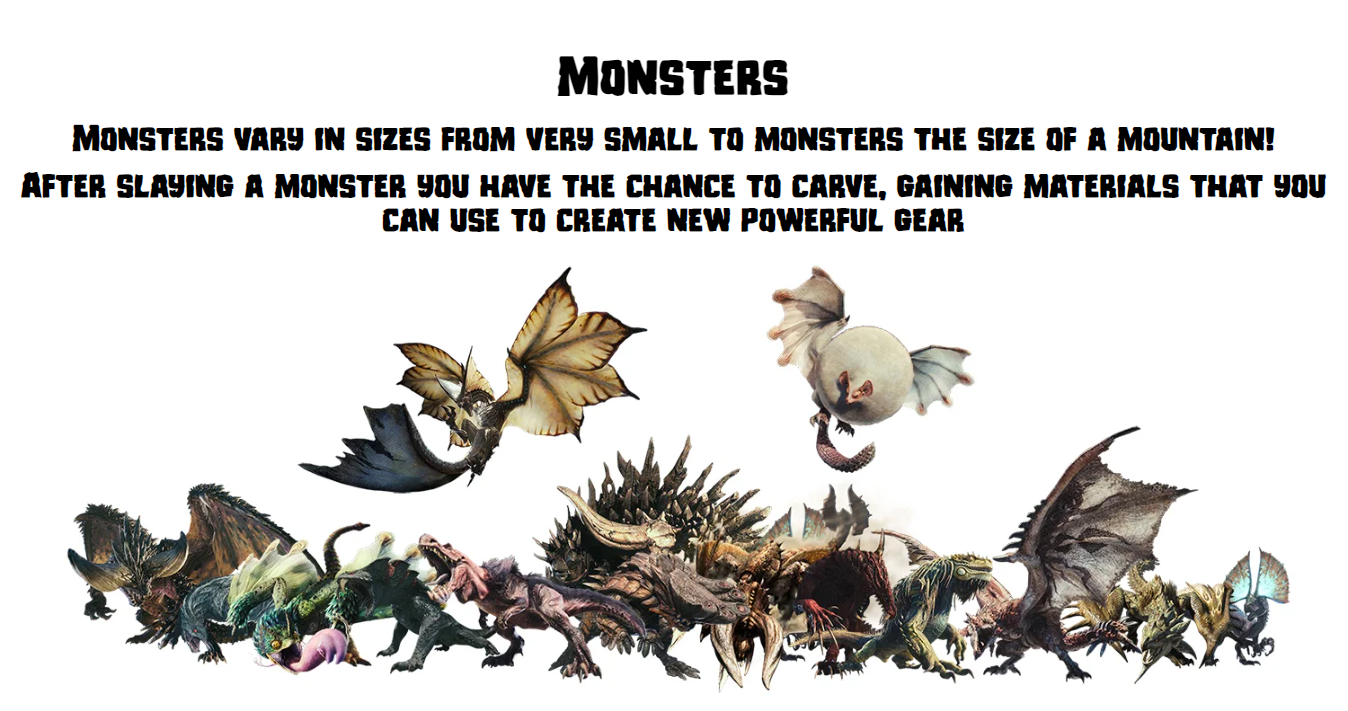 Monsters
Monsters vary in sizes from very small to monsters the size of a mountain!
After slaying a monster you have the chance to carve, gaining materials that you
can use to create new powerful gear